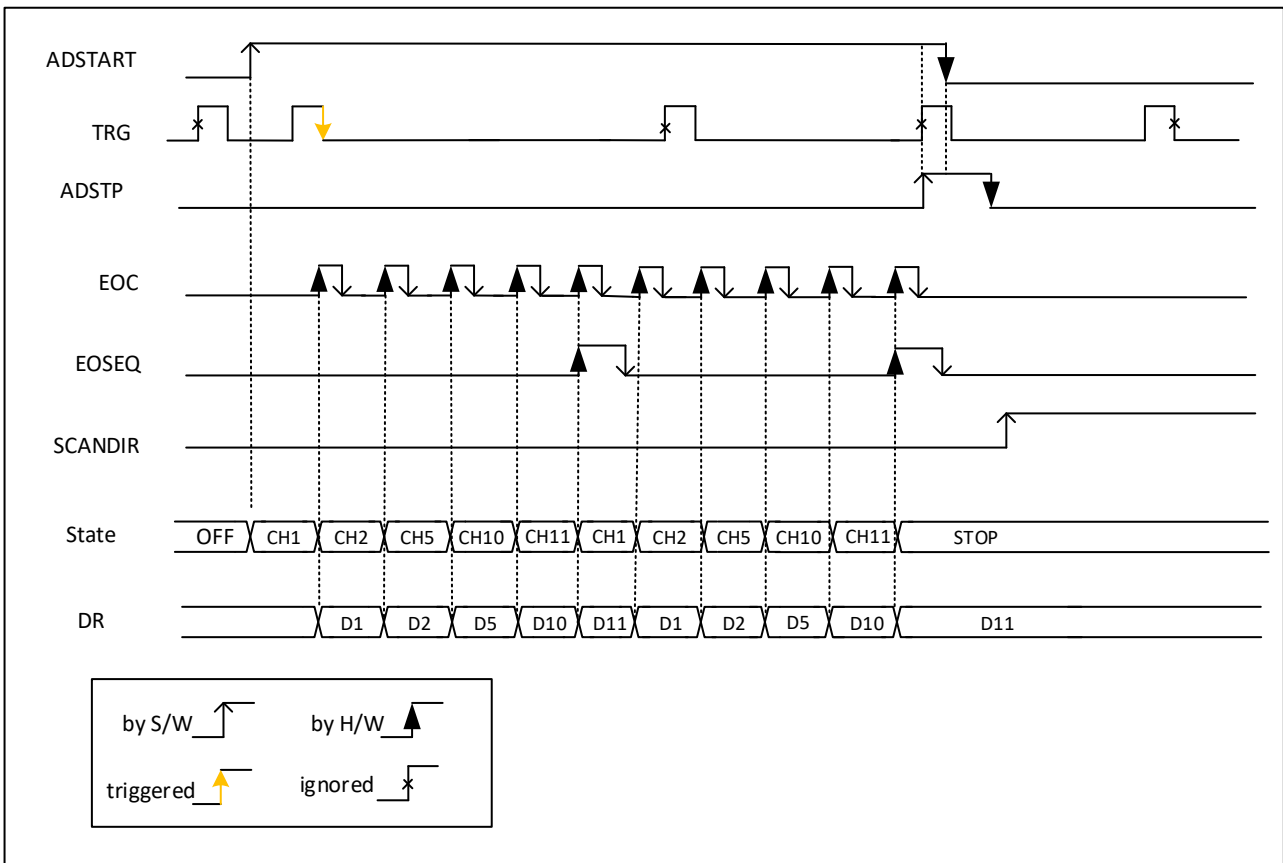 ADSTART
TRG
ADSTP
EOC
EOSEQ
SCANDIR
State OFF CH1 CH2 CH5 CH10 CH11 CH1 CH2 CH5 CH10 CH11 STOP
DR D1 D2 D5 D10 D11 D1 D2 D5 D10 D11
by S/W by H/W
triggered ignored